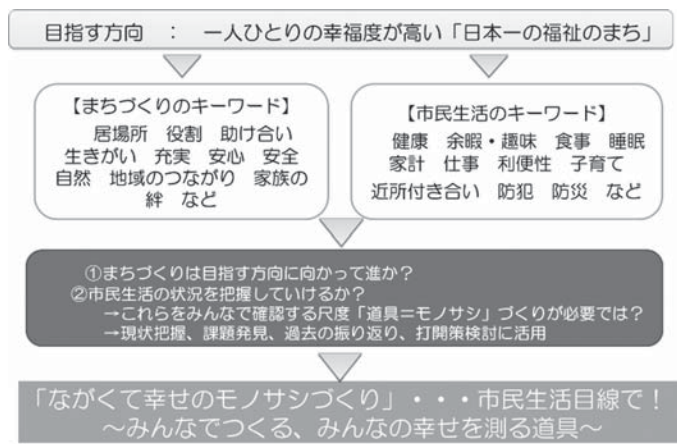 目指す方向 ： 一人ひとりの幸福度が高い「日本一の福祉のまち」
【まちづくりのキーワード】
居場所 役割 助け合い
生きがい 充実 安心 安全
自然 地域のつながり 家族の
絆 など
【市民生活のキーワード】
健康 余暇・趣味 食事 睡眠
家計 仕事 利便性 子育て
近所付き合い 防犯 防災 など
①まちづくりは目指す方向に向かって進か？
②市民生活の状況を把握していけるか？
→これらをみんなで確認する尺度「道具＝モノサシ」づくりが必要では？
→現状把握、課題発見、過去の振り返り、打開策検討に活用
「ながくて幸せのモノサシづくり」・・・市民生活目線で！
～みんなでつくる、みんなの幸せを測る道具～